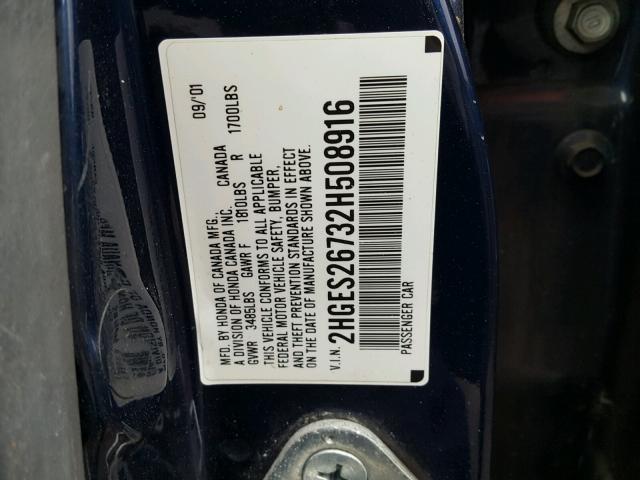 MFD. BY HONDA OF CANADA MFG., CANADA 09/'01
A DIVISION OF HONDA CANADA INC.
GVWR 3485LBS GAWR F 1810LBS R 1700LBS
THIS VEHICLE CONFORMS TO ALL APPLICABLE
FEDERAL MOTOR VEHICLE SAFETY, BUMPER,
AND THEFT PREVENTION STANDARDS IN EFFECT
ON THE DATE OF MANUFACTURE SHOWN ABOVE.
V.I.N. 2HGES26732H508916
PASSENGER CAR